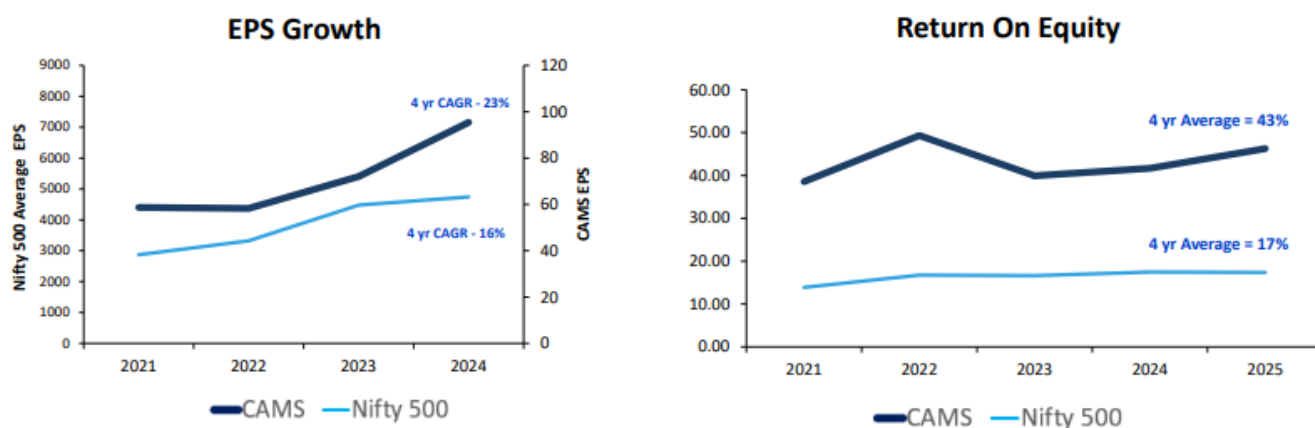 EPS Growth
9000
8000
7000
6000
5000
4000
3000
2000
1000
0
Nifty 500 Average EPS
120
100
80
60
40
20
0
CAMS EPS
4 yr CAGR - 23%
4 yr CAGR - 16%
2021 2022 2023 2024
CAMS Nifty 500
Return On Equity
60.00
50.00
40.00
30.00
20.00
10.00
0.00
4 yr Average = 43%
4 yr Average = 17%
2021 2022 2023 2024 2025
CAMS Nifty 500